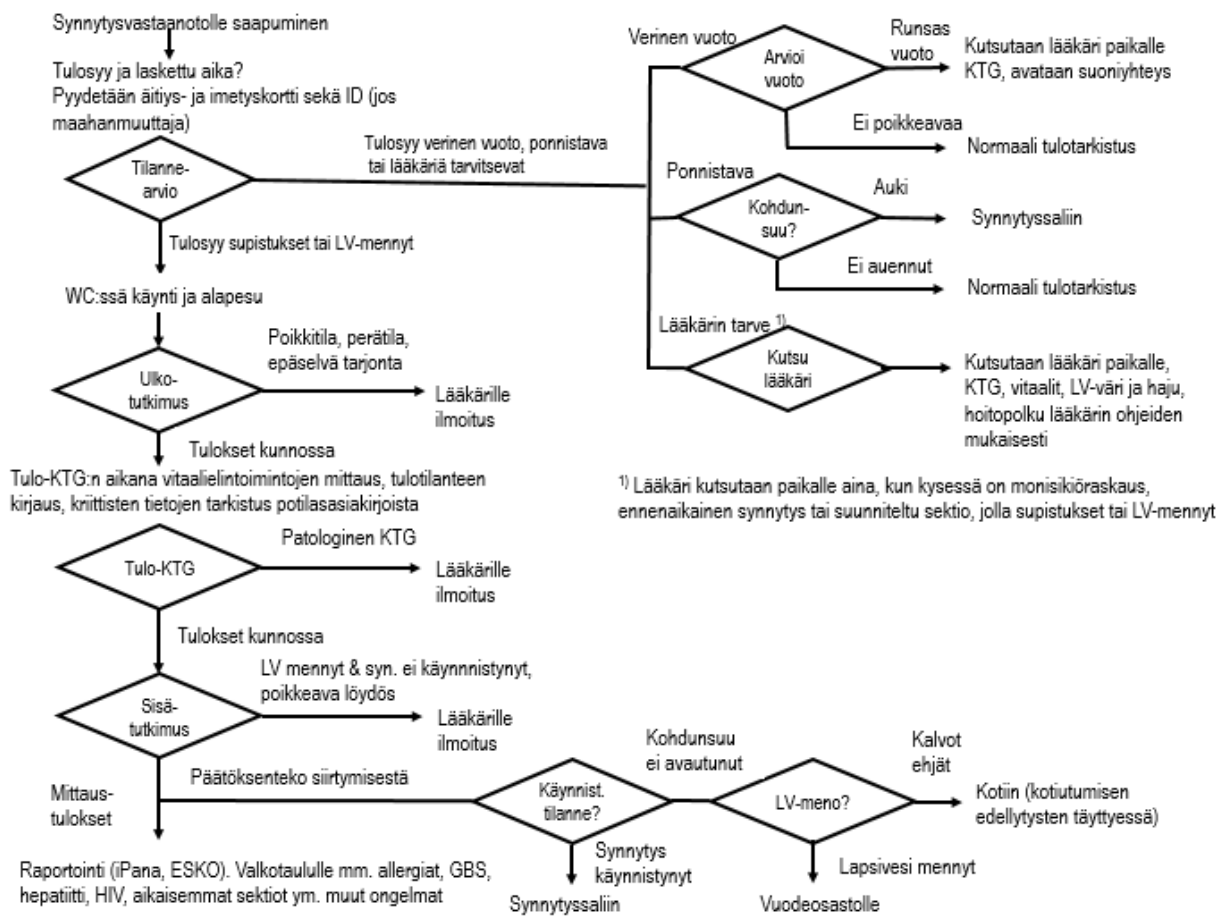 Synnytysvastaanotolle saapuminen
Tulosyy ja laskettu aika?
Pyydetään äitiys- ja imetyskortti sekä ID (jos
maahanmuuttaja)
Tilanne-
arvio
Tulosyy verinen vuoto, ponnistava
tai lääkäriä tarvitsevat
Tulosyy supistukset tai LV-mennyt
WC:ssä käynti ja alapesu
Ulko-
tutkimus
Poikkitila, perätila,
epäselvä tarjonta
Lääkärille
ilmoitus
Tulokset kunnossa
Tulo-KTG:n aikana vitaalielintoimintojen mittaus, tulotilanteen
kirjaus, kriittisten tietojen tarkistus potilasasiakirjoista
Tulo-KTG
Patologinen KTG
Lääkärille
ilmoitus
Tulokset kunnossa
Sisä-
tutkimus
LV mennyt & syn. ei käynnnistynyt,
poikkeava löydös
Lääkärille
ilmoitus
Mittaus-
tulokset
Päätöksenteko siirtymisestä
Raportointi (iPana, ESKO). Valkotaululle mm. allergiat, GBS,
hepatiitti, HIV, aikaisemmat sektiot ym. muut ongelmat
Käynnist.
tilanne?
Synnytys
käynnistynyt
Synnytyssaliin
Kohdunsuu
ei avautunut
LV-meno?
Kalvot
ehjät
Kotiin (kotiutumisen
edellytysten täyttyessä)
Lapsivesi mennyt
Vuodeosastolle
Verinen vuoto
Arvioi
vuoto
Runsas
vuoto
Kutsutaan lääkäri paikalle
KTG, avataan suoniyhteys
Ei poikkeavaa
Normaali tulotarkistus
Ponnistava
Kohdun-
suu?
Auki
Synnytyssaliin
Ei auennut
Normaali tulotarkistus
Lääkärin tarve 1)
Kutsu
lääkäri
Kutsutaan lääkäri paikalle,
KTG, vitaalit, LV-väri ja haju,
hoitopolku lääkärin ohjeiden
mukaisesti
1) Lääkäri kutsutaan paikalle aina, kun kysessä on monisikiöraskaus,
ennenaikainen synnytys tai suunniteltu sektio, jolla supistukset tai LV-mennyt